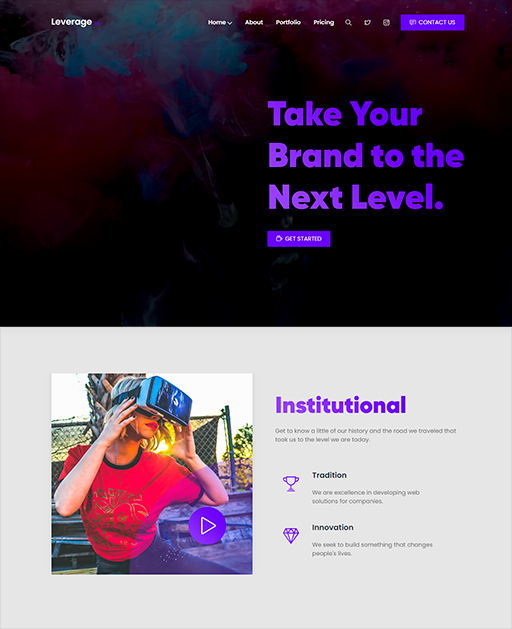 Leverage
Home About Portfolio Pricing CONTACT US
Take Your
Brand to the
Next Level.
GET STARTED
Institutional
Get to know a little of our history and the road we traveled that
took us to the level we are today.
Tradition
We are excellence in developing web
solutions for companies.
Innovation
We seek to build something that changes
people's lives.